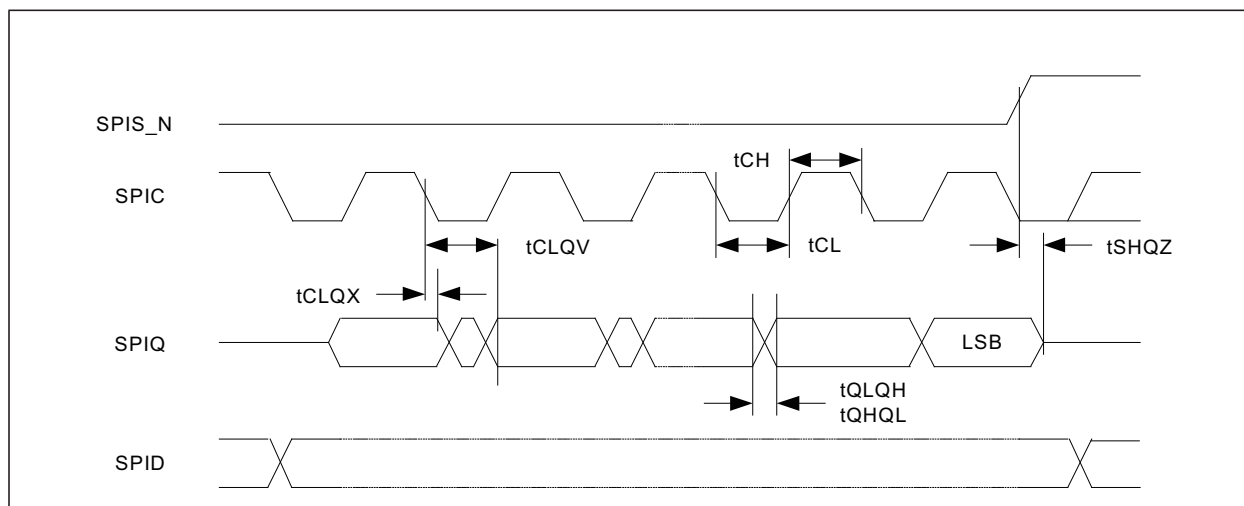 SPIS_N
tCH
SPIC
tCLQV
tCL
tSHQZ
tCLQX
SPIQ
LSB
tQLQH
tQHQL
SPID